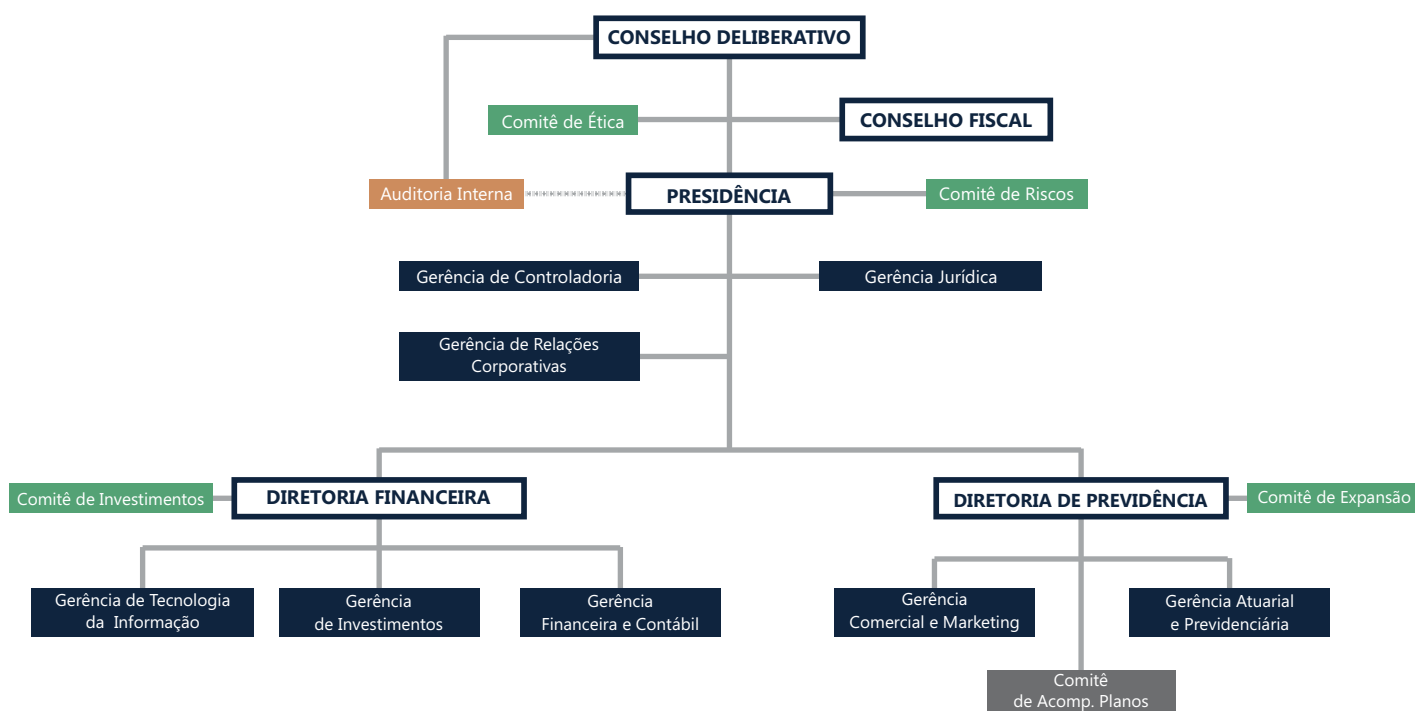 CONSELHO DELIBERATIVO
Comitê de Ética
CONSELHO FISCAL
Auditoria Interna
PRESIDÊNCIA
Comitê de Riscos
Gerência de Controladoria
Gerência Jurídica
Gerência de Relações
Corporativas
Comitê de Investimentos
DIRETORIA FINANCEIRA
DIRETORIA DE PREVIDÊNCIA
Comitê de Expansão
Gerência de Tecnologia
da Informação
Gerência
de Investimentos
Gerência
Financeira e Contábil
Gerência
Comercial e Marketing
Gerência Atuarial
e Previdenciária
Comitê
de Acomp. Planos